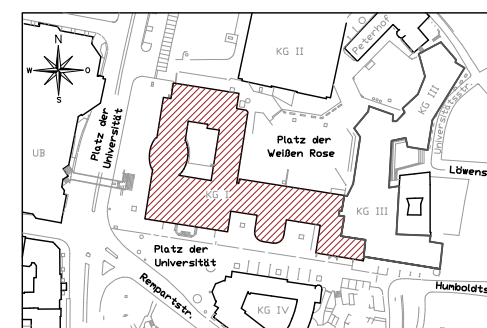 N
W
O
S
KG II
Peterhof
KG III
Universitätsstr.
Platz der
Universität
Platz der
Weißen Rose
UB
Löwens
KG I
KG III
Platz der
Universität
Rempartstr.
Humboldts
KG IV